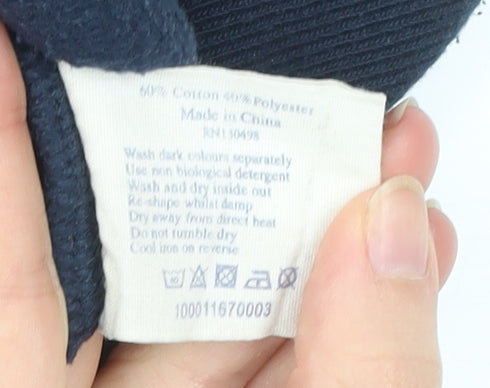 60% Cotton 40% Polyester
Made in China
RN130498
Wash dark colours separately
Use non biological detergent
Wash and dry inside out
Re-shape whilst damp
Dry away from direct heat
Do not tumble dry
Cool iron on reverse
100011670003